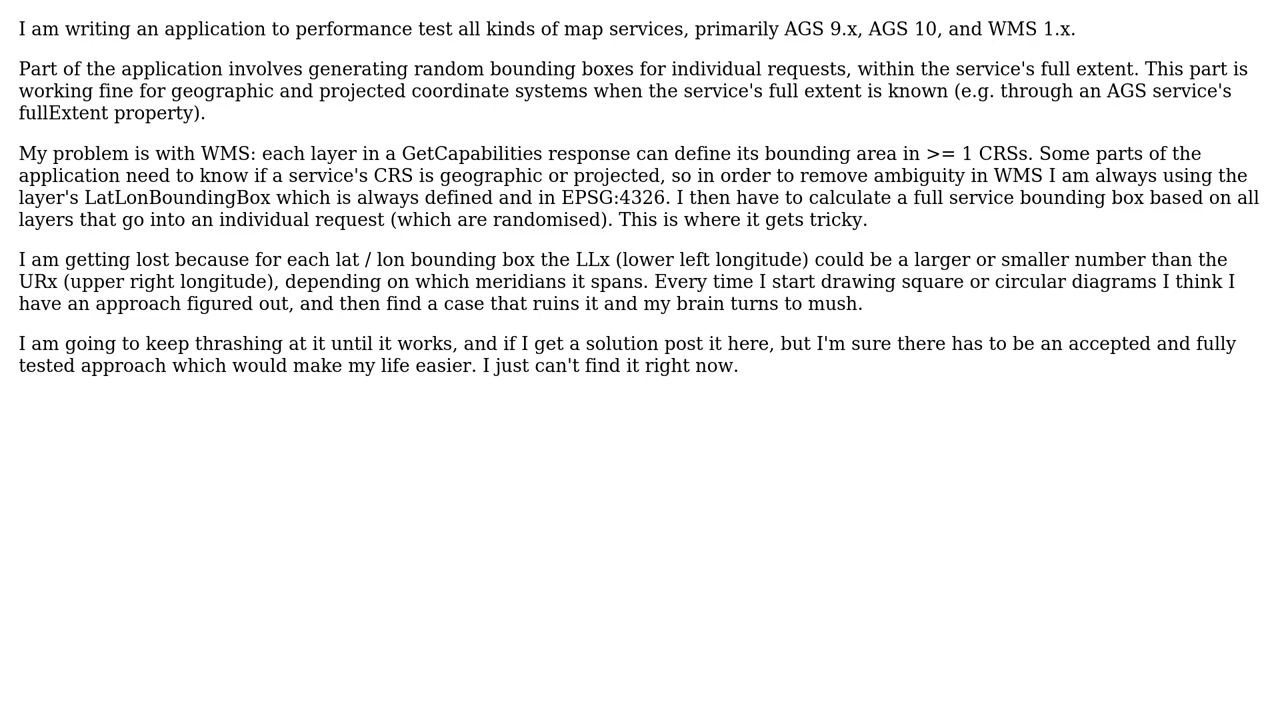 I am writing an application to performance test all kinds of map services, primarily AGS 9.x, AGS 10, and WMS 1.x.
Part of the application involves generating random bounding boxes for individual requests, within the service's full extent. This part is
working fine for geographic and projected coordinate systems when the service's full extent is known (e.g. through an AGS service's
fullExtent property).
My problem is with WMS: each layer in a GetCapabilities response can define its bounding area in >= 1 CRSs. Some parts of the
application need to know if a service's CRS is geographic or projected, so in order to remove ambiguity in WMS I am always using the
layer's LatLonBoundingBox which is always defined and in EPSG:4326. I then have to calculate a full service bounding box based on all
layers that go into an individual request (which are randomised). This is where it gets tricky.
I am getting lost because for each lat / lon bounding box the LLx (lower left longitude) could be a larger or smaller number than the
URx (upper right longitude), depending on which meridians it spans. Every time I start drawing square or circular diagrams I think I
have an approach figured out, and then find a case that ruins it and my brain turns to mush.
I am going to keep thrashing at it until it works, and if I get a solution post it here, but I'm sure there has to be an accepted and fully
tested approach which would make my life easier. I just can't find it right now.